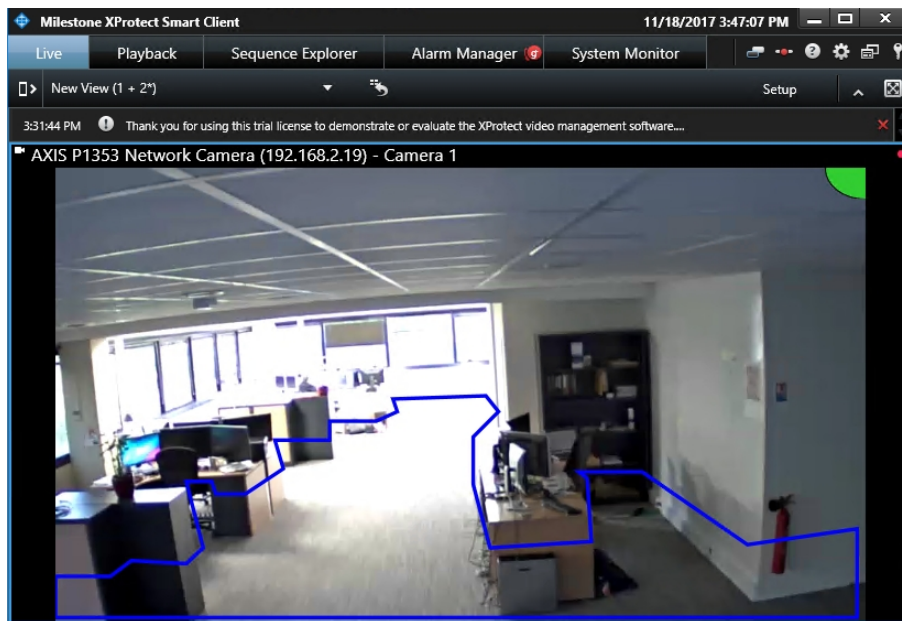 Milestone XProtect Smart Client 11/18/2017 3:47:07 PM
Live Playback Sequence Explorer Alarm Manager System Monitor
New View (1 + 2*) Setup
3:31:44 PM Thank you for using this trial license to demonstrate or evaluate the XProtect video management software....
AXIS P1353 Network Camera (192.168.2.19) - Camera 1